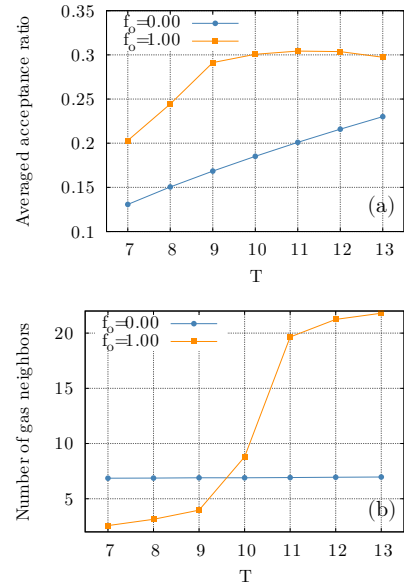 Averaged acceptance ratio
f_o=0.00
f_o=1.00
0.35
0.3
0.25
0.2
0.15
0.1
(a)
7 8 9 10 11 12 13
T
Number of gas neighbors
f_o=0.00
f_o=1.00
20
15
10
5
(b)
7 8 9 10 11 12 13
T